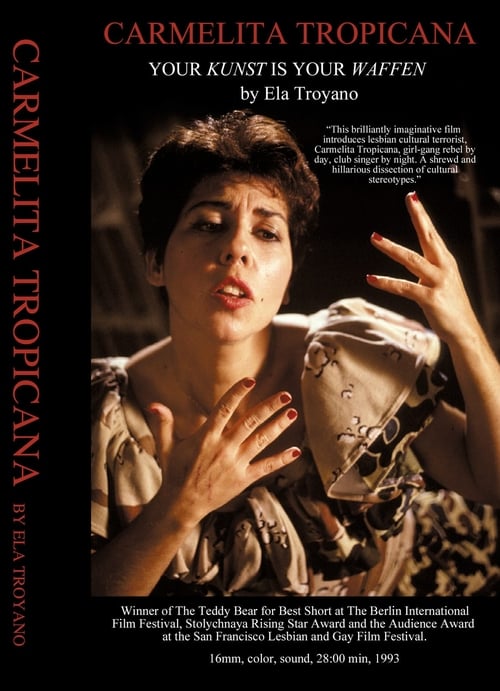 CARMELITA TROPICANA
BY ELA TROYANO
CARMELITA TROPICANA
YOUR KUNST IS YOUR WAFFEN
by Ela Troyano
“This brilliantly imaginative film
introduces lesbian cultural terrorist,
Carmelita Tropicana, girl-gang rebel by
day, club singer by night. A shrewd and
hillarious dissection of cultural
stereotypes.”
Winner of The Teddy Bear for Best Short at The Berlin International
Film Festival, Stolychnaya Rising Star Award and the Audience Award
at the San Francisco Lesbian and Gay Film Festival.
16mm, color, sound, 28:00 min, 1993